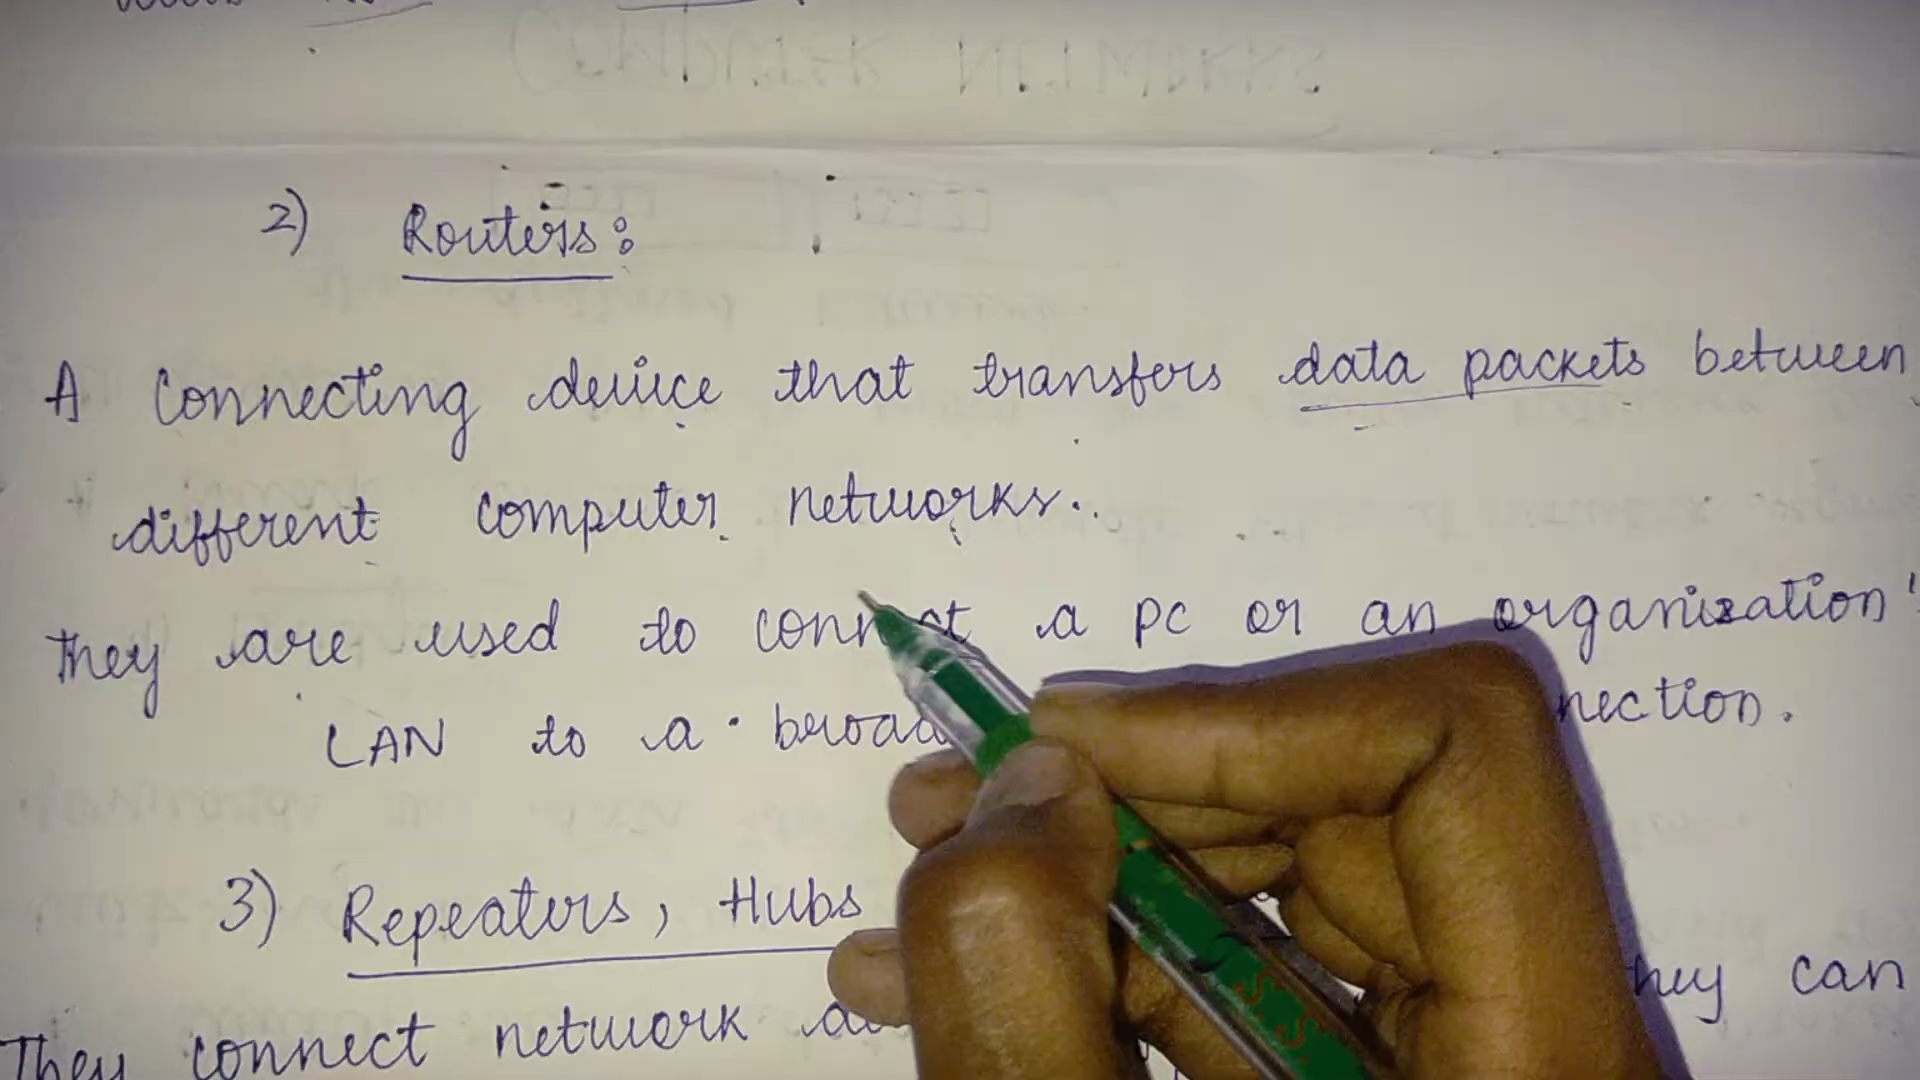 2) Routers:
A connecting device that transfers data packets between
different computer networks.
They are used to connect a PC or an organization'
LAN to a broad nection.
3) Repeaters, Hubs
hey can
They connect network